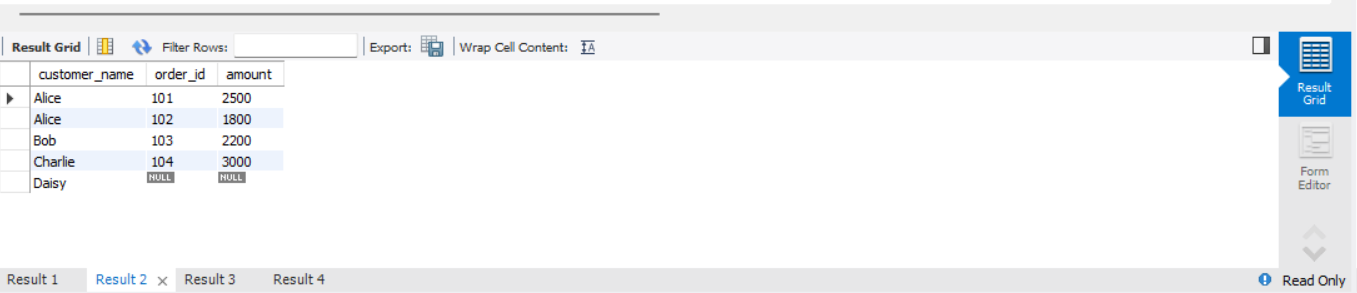 Result Grid Filter Rows: Export: Wrap Cell Content: IA
customer_name order_id amount
Alice 101 2500
Alice 102 1800
Bob 103 2200
Charlie 104 3000
Daisy NULL NULL
Result
Grid
Form
Editor
Result 1 Result 2 × Result 3 Result 4 Read Only